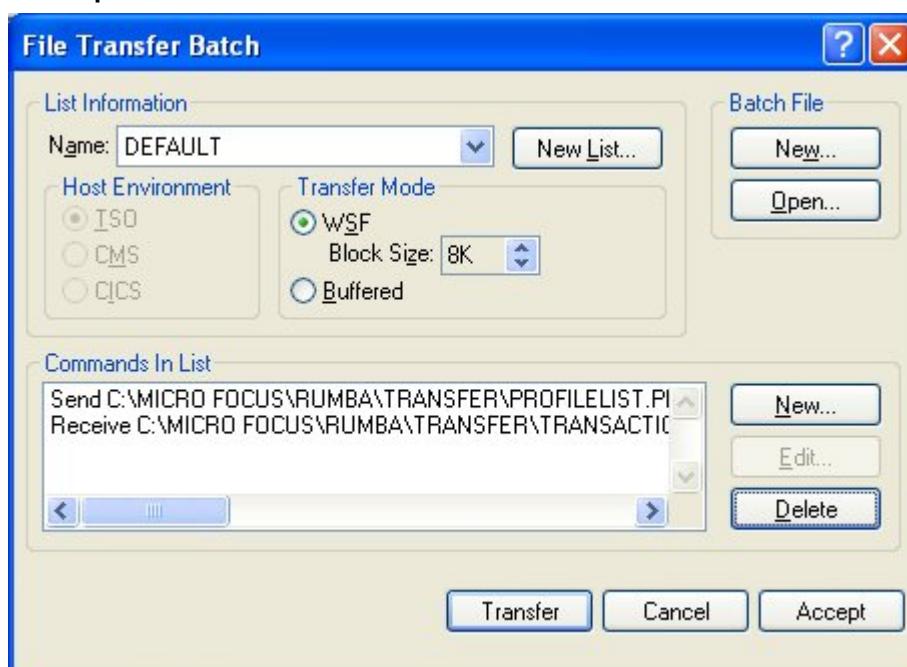 File Transfer Batch
List Information
Name: DEFAULT
New List...
Host Environment
TSO
CMS
CICS
Transfer Mode
WSF
Block Size: 8K
Buffered
Batch File
New...
Open...
Commands In List
Send C:\MICRO FOCUS\RUMBA\TRANSFER\PROFILELIST.
Receive C:\MICRO FOCUS\RUMBA\TRANSFER\
New...
Edit...
Delete
Transfer
Cancel
Accept